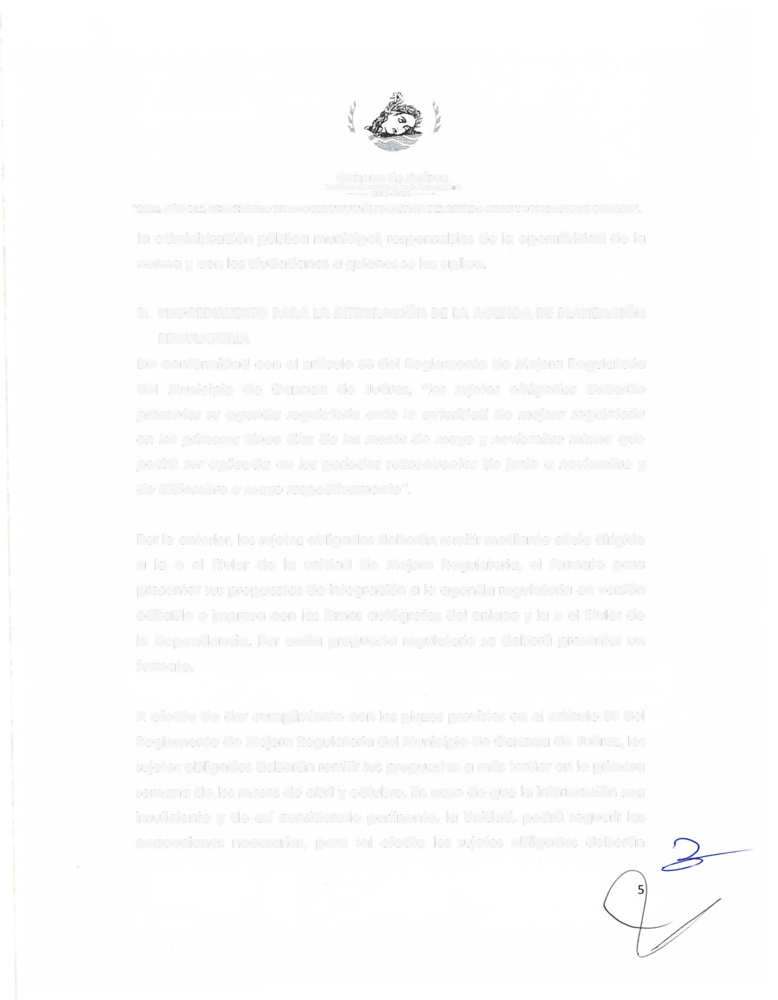 Oaxaca de Juárez
2022 - 2024
la administración pública municipal, responsables de la operatividad de la
norma y con los ciudadanos a quienes se les aplica.
1. PROCEDIMIENTO PARA LA INTEGRACIÓN DE LA AGENDA DE PLANEACIÓN
REGULATORIA
De conformidad con el artículo del Reglamento de Mejora Regulatoria
del Municipio de Oaxaca de Juárez, "los sujetos obligados deberán
presentar su agenda regulatoria ante la autoridad de mejora regulatoria
en los primeros cinco días de los meses de mayo y noviembre misma que
podrá ser aplicada en los periodos subsecuentes de junio a noviembre y
de diciembre a mayo respectivamente".
Por lo anterior, los sujetos obligados deberán remitir mediante oficio dirigido
a la o el titular de la unidad de Mejora Regulatoria, el formato para
presentar sus propuestas de integración a la agenda regulatoria en versión
editable e impresa con las firmas autógrafas del enlace y la o el titular de
la dependencia. Por cada propuesta regulatoria se deberá presentar un
formato.
A efecto de dar cumplimiento con los plazos previstos en el artículo del
Reglamento de Mejora Regulatoria del Municipio de Oaxaca de Juárez, los
sujetos obligados deberán remitir sus propuestas a más tardar en la primera
semana de los meses de abril y octubre. En caso de que la información sea
insuficiente y de así considerarlo pertinente, la Unidad, podrá requerir las
correcciones necesarias, para tal efecto los sujetos obligados deberán
5